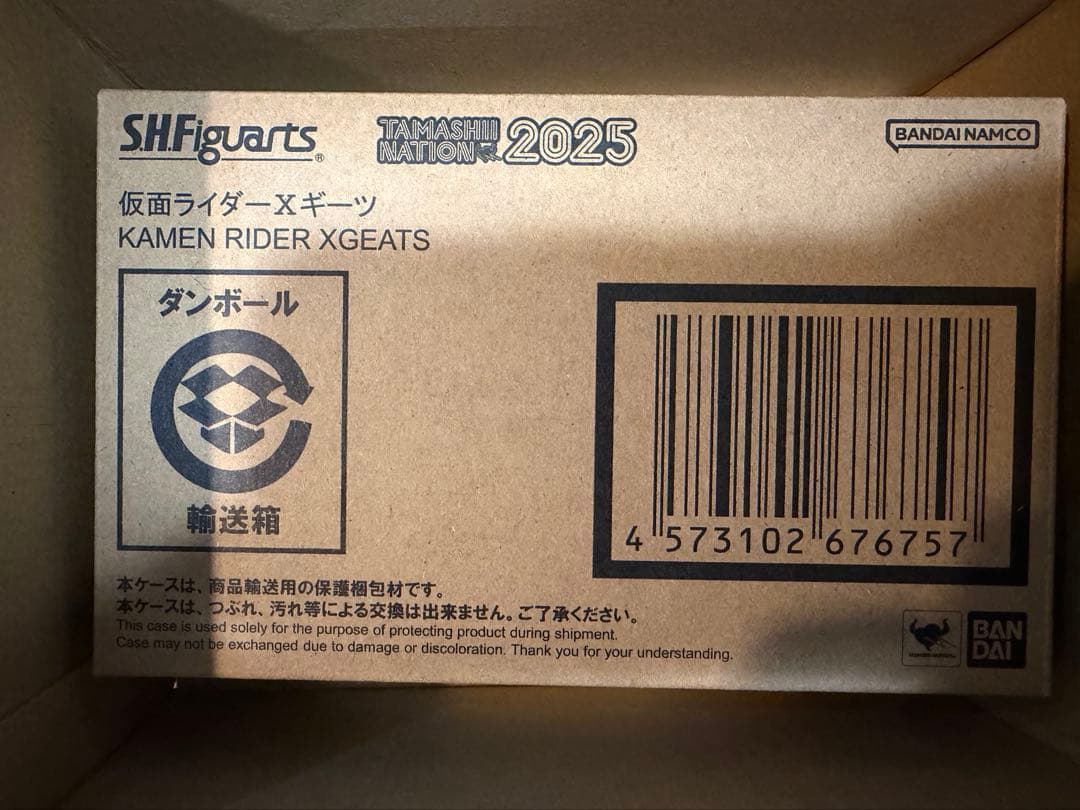 S.H.Figuarts®
TAMASHII NATION 2025
BANDAI NAMCO
仮面ライダーXギーツ
KAMEN RIDER XGEATS
ダンボール
輸送箱
4 573102 676757
本ケースは、商品輸送用の保護梱包材です。
本ケースは、つぶれ、汚れ等による交換は出来ません。ご了承ください。
This case is used solely for the purpose of protecting product during shipment.
Case may not be exchanged due to damage or discoloration. Thank you for your understanding.
BAN
DAI